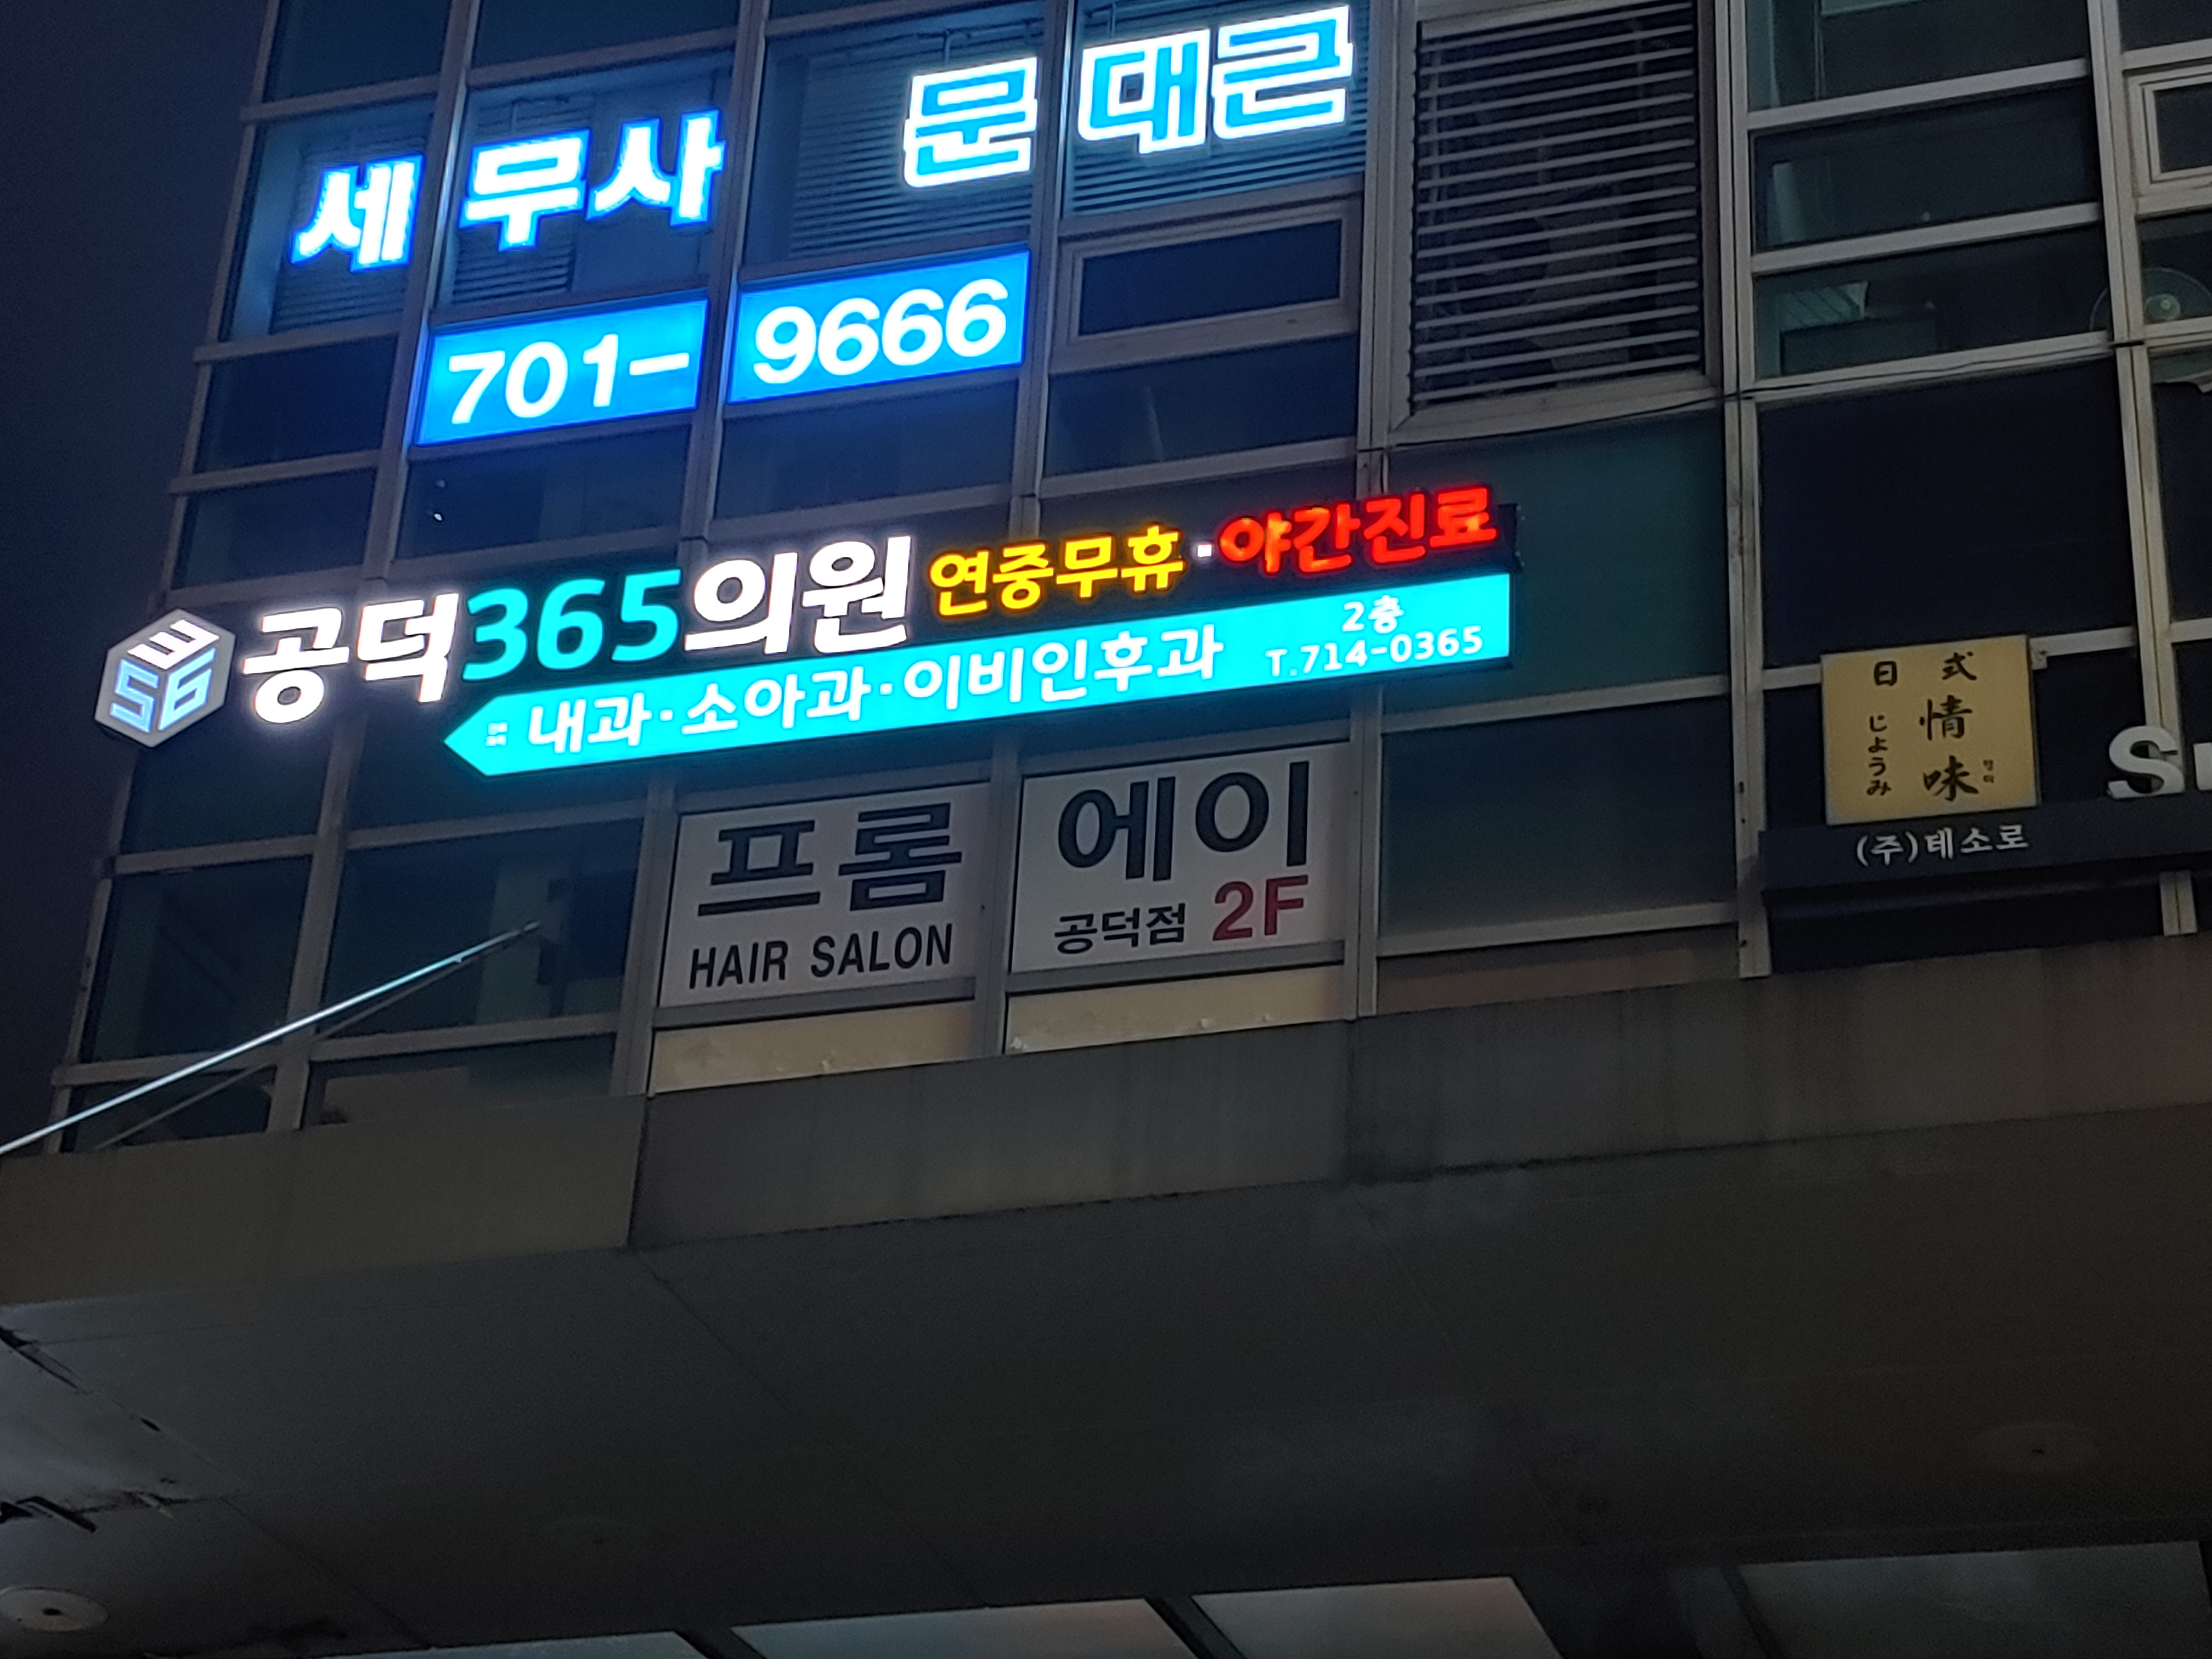 세무사 문대근
701-9666
365
공덕365의원 연중무휴·야간진료
내과·소아과·이비인후과
2층
T.714-0365
프롬 에이
HAIR SALON
공덕점 2F
日式
情味
じょうみ
(주)테소로